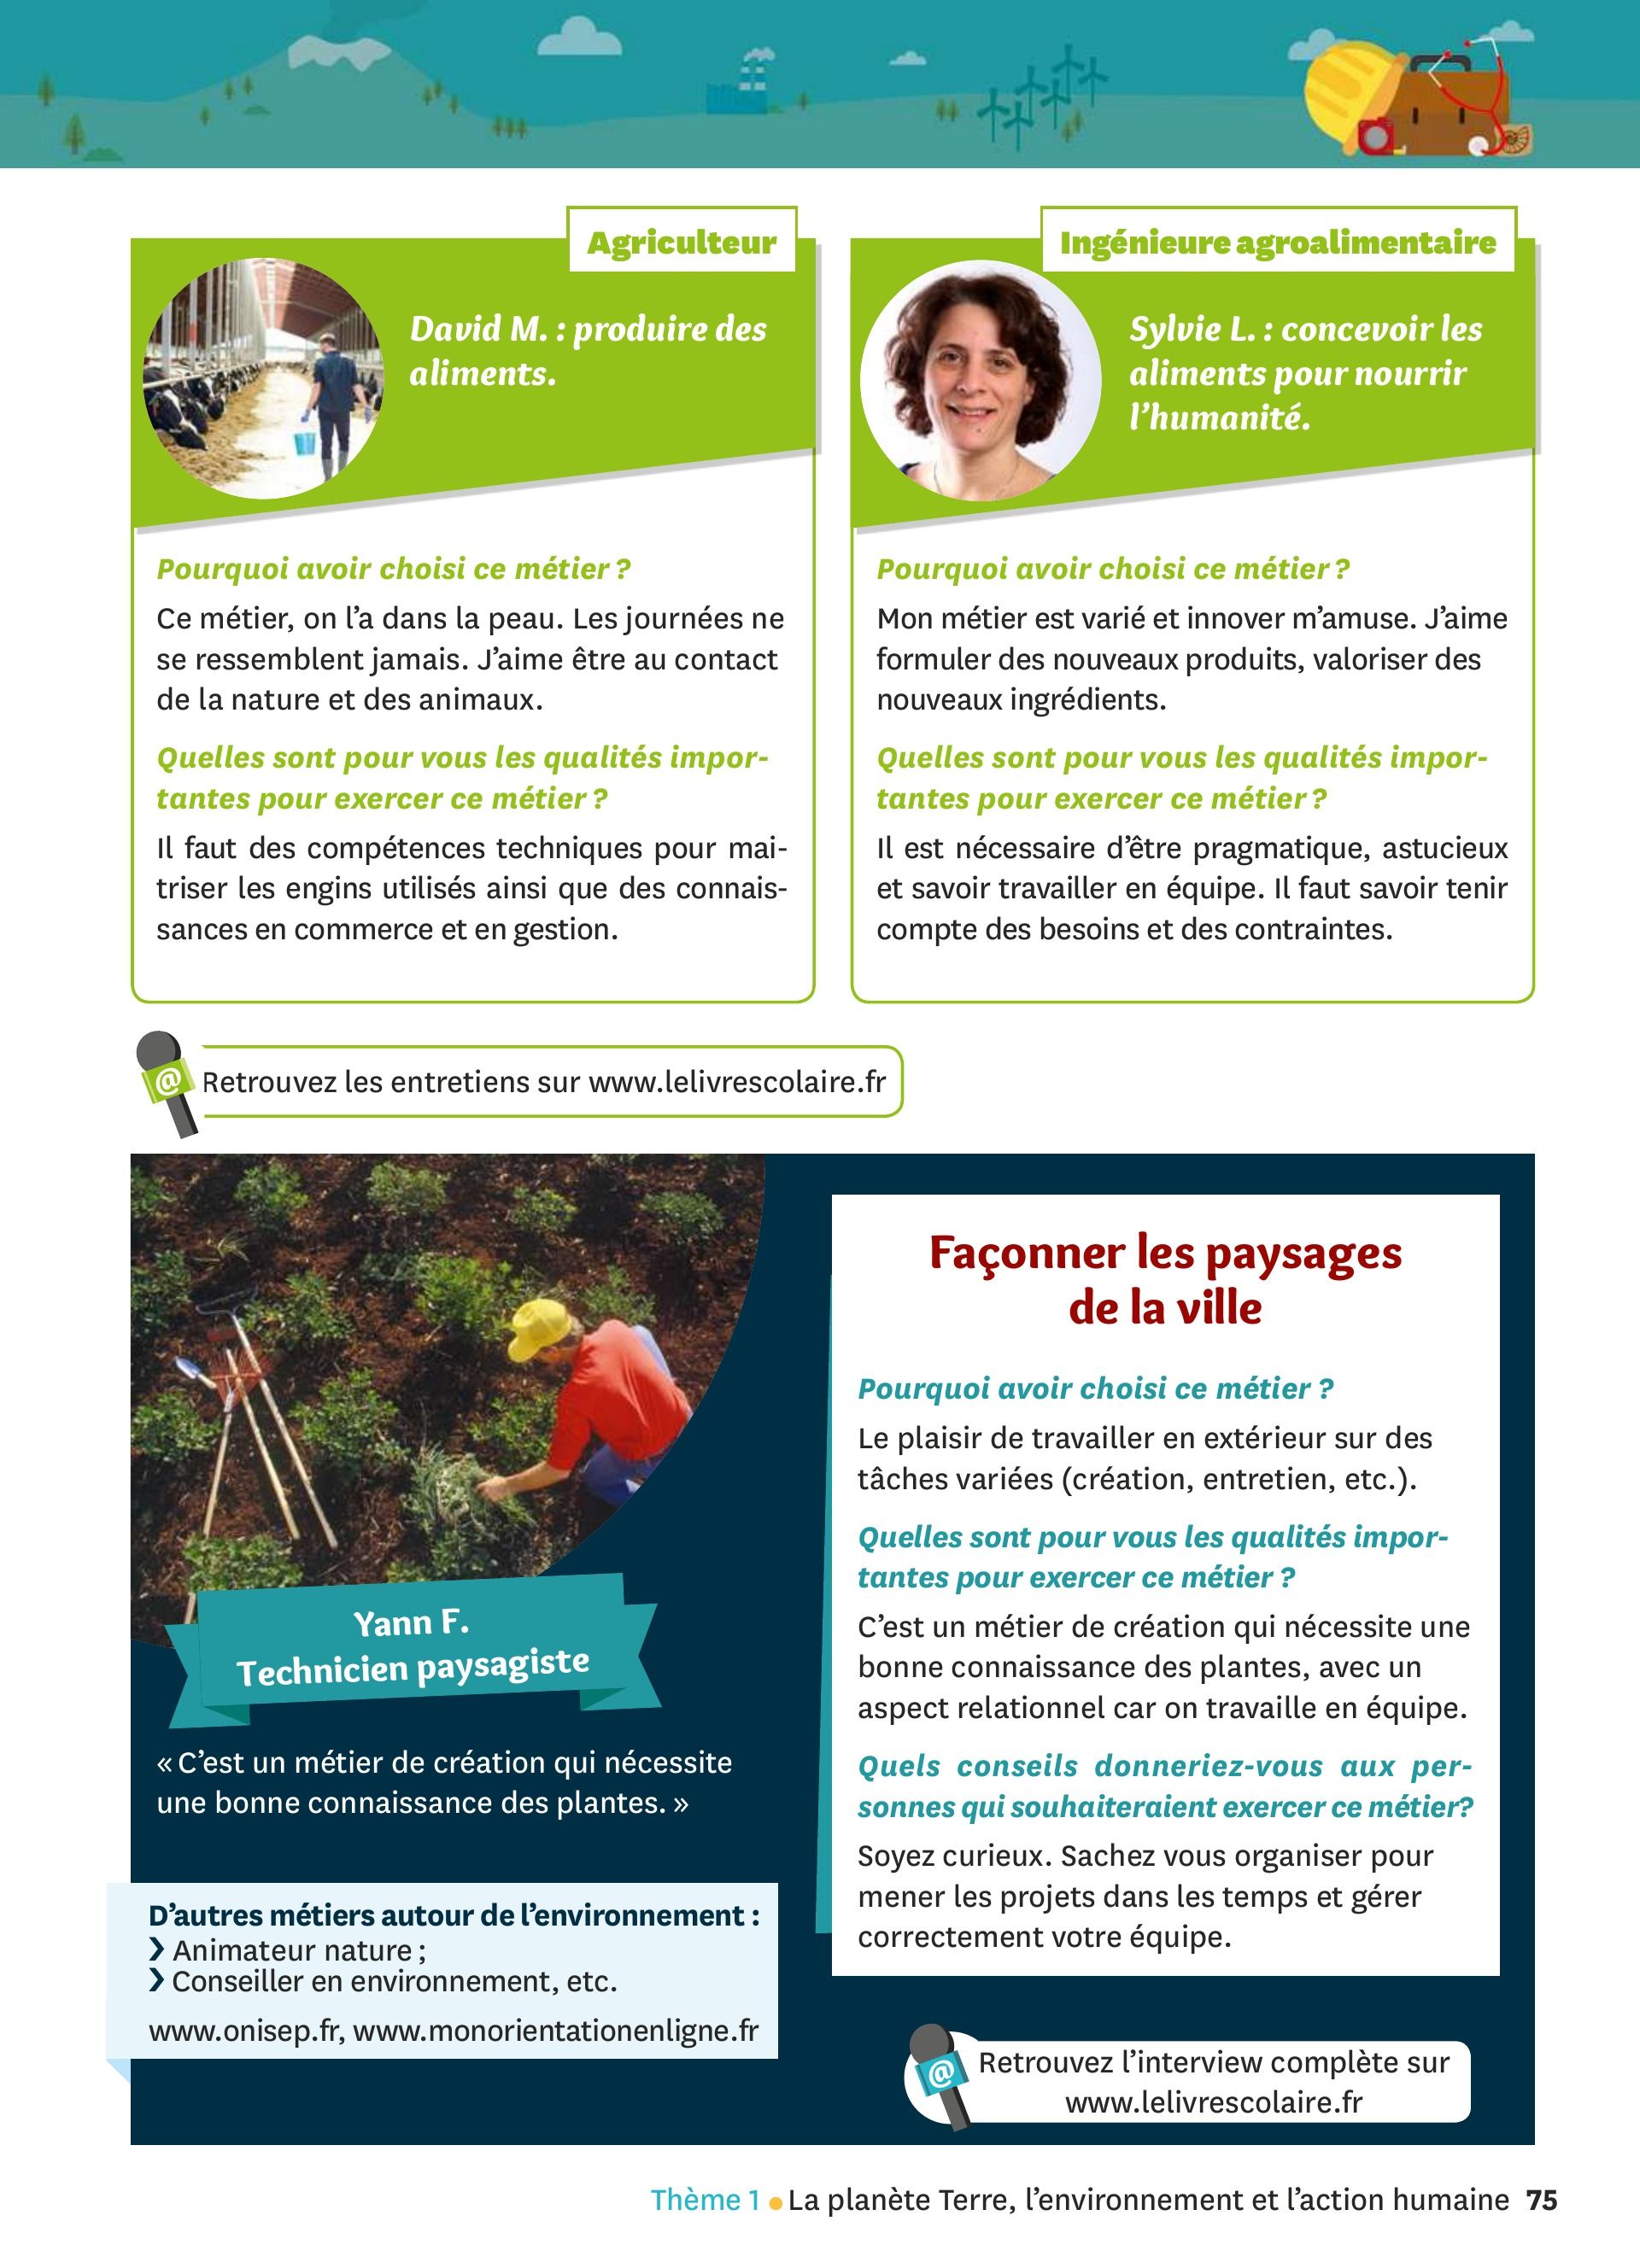 Agriculteur
David M. : produire des
aliments.
Pourquoi avoir choisi ce métier ?
Ce métier, on l’a dans la peau. Les journées ne
se ressemblent jamais. J’aime être au contact
de la nature et des animaux.
Quelles sont pour vous les qualités impor-
tantes pour exercer ce métier ?
Il faut des compétences techniques pour mai-
triser les engins utilisés ainsi que des connais-
sances en commerce et en gestion.
Ingénieure agroalimentaire
Sylvie L. : concevoir les
aliments pour nourrir
l’humanité.
Pourquoi avoir choisi ce métier ?
Mon métier est varié et innover m’amuse. J’aime
formuler des nouveaux produits, valoriser des
nouveaux ingrédients.
Quelles sont pour vous les qualités impor-
tantes pour exercer ce métier ?
Il est nécessaire d’être pragmatique, astucieux
et savoir travailler en équipe. Il faut savoir tenir
compte des besoins et des contraintes.
@
Retrouvez les entretiens sur www.lelivrescolaire.fr
Yann F.
Technicien paysagiste
« C’est un métier de création qui nécessite
une bonne connaissance des plantes. »
D’autres métiers autour de l’environnement :
❯ Animateur nature ;
❯ Conseiller en environnement, etc.
www.onisep.fr, www.monorientationenligne.fr
Façonner les paysages
de la ville
Pourquoi avoir choisi ce métier ?
Le plaisir de travailler en extérieur sur des
tâches variées (création, entretien, etc.).
Quelles sont pour vous les qualités impor-
tantes pour exercer ce métier ?
C’est un métier de création qui nécessite une
bonne connaissance des plantes, avec un
aspect relationnel car on travaille en équipe.
Quels conseils donneriez-vous aux per-
sonnes qui souhaiteraient exercer ce métier?
Soyez curieux. Sachez vous organiser pour
mener les projets dans les temps et gérer
correctement votre équipe.
@
Retrouvez l’interview complète sur
www.lelivrescolaire.fr
Thème 1 • La planète Terre, l’environnement et l’action humaine 75